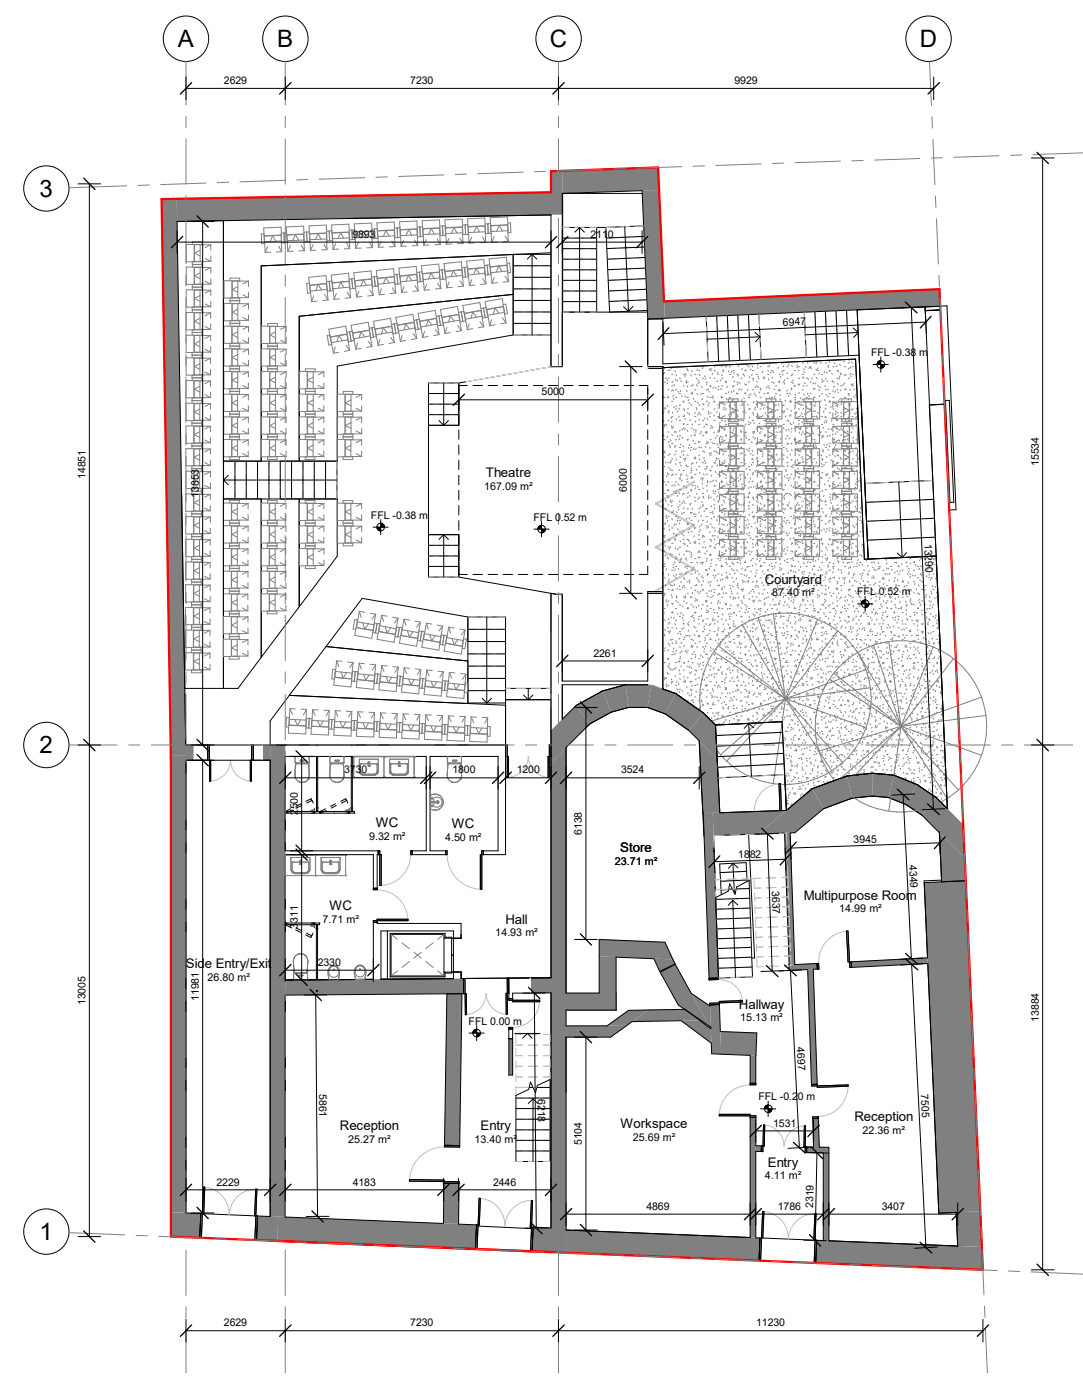 A
B
C
D
2629
7230
9929
3
9893
2110
6947
FFL -0.38 m
5000
14851
15534
13853
Theatre
167.09 m²
6000
FFL -0.38 m
FFL 0.52 m
13290
Courtyard
87.40 m²
FFL 0.52 m
2261
2
3730
1800
1200
3524
2500
WC
9.32 m²
WC
4.50 m²
6138
Store
23.71 m²
1882
3945
4349
Multipurpose Room
14.99 m²
3637
WC
7.71 m²
3311
Hall
14.93 m²
2330
Side Entry/Exit
26.80 m²
11981
13005
13884
Hallway
15.13 m²
FFL 0.00 m
4697
FFL -0.20 m
5861
6218
5104
7505
Reception
25.27 m²
Entry
13.40 m²
Workspace
25.69 m²
1531
Reception
22.36 m²
Entry
4.11 m²
2319
2229
4183
2446
4869
1786
3407
1
2629
7230
11230